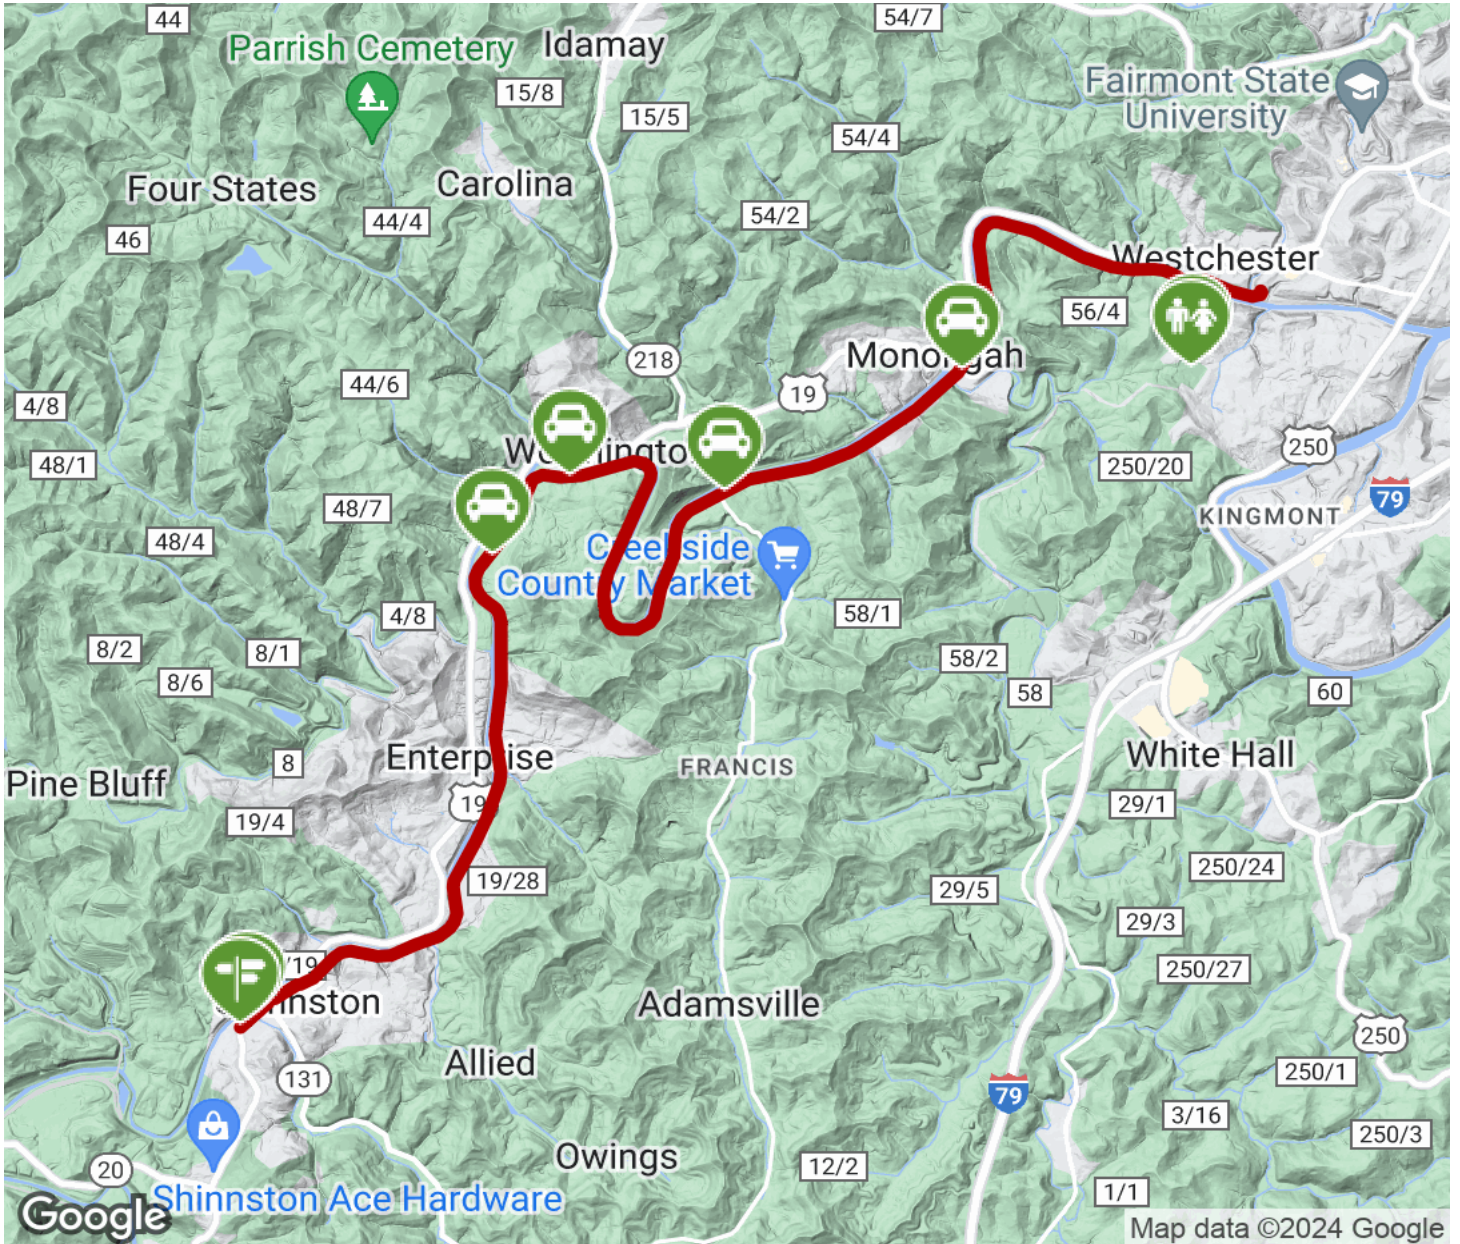 44
54/7
Parrish Cemetery
Idamay
15/8
Fairmont State
University
15/5
54/4
Four States
Carolina
54/2
44/4
46
Westchester
56/4
218
Monongah
44/6
19
4/8
250
48/1
250/20
79
48/7
KINGMONT
48/4
Creekside
Country Market
4/8
58/1
8/2
8/1
58/2
8/6
58
60
Enterprise
8
FRANCIS
White Hall
Pine Bluff
19
29/1
19/4
250/24
19/28
29/5
29/3
/19
250/27
Shinnston
Adamsville
250
Allied
250/1
131
79
3/16
250/3
Owings
20
12/2
Shinnston Ace Hardware
1/1
Google
Map data ©2024 Google